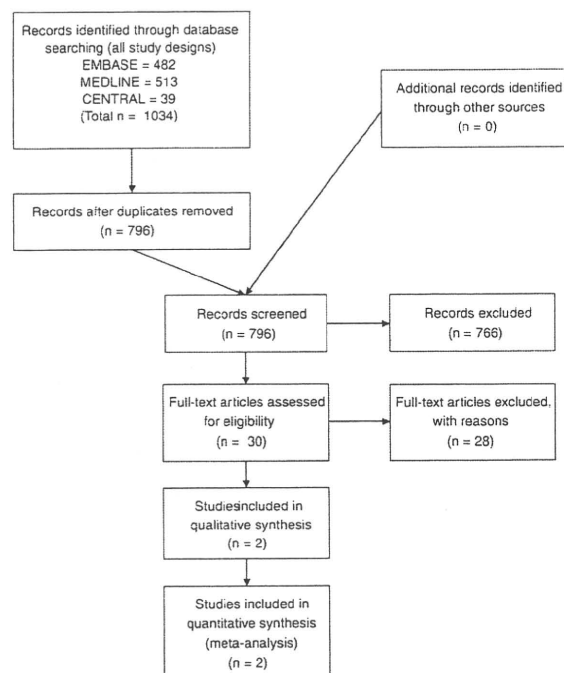 Records identified through database
searching (all study designs)
EMBASE = 482
MEDLINE = 513
CENTRAL = 39
(Total n = 1034)
Additional records identified
through other sources
(n = 0)
Records after duplicates removed
(n = 796)
Records screened
(n = 796)
Records excluded
(n = 766)
Full-text articles assessed
for eligibility
(n = 30)
Full-text articles excluded,
with reasons
(n = 28)
Studiesincluded in
qualitative synthesis
(n = 2)
Studies included in
quantitative synthesis
(meta-analysis)
(n = 2)